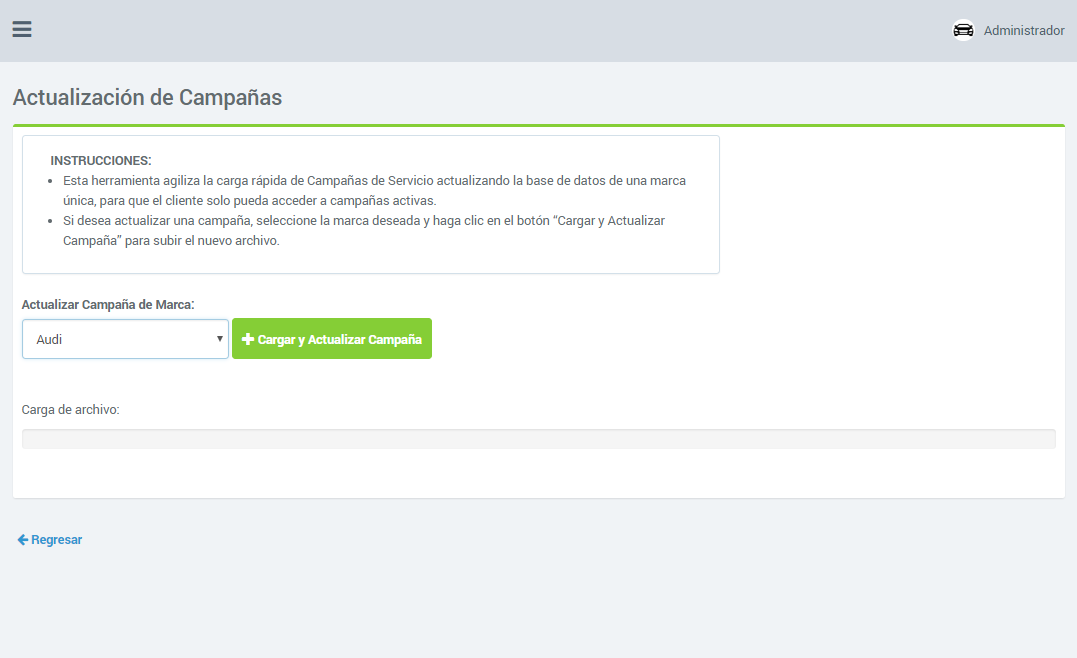 Administrador
Actualización de Campañas
INSTRUCCIONES:
Esta herramienta agiliza la carga rápida de Campañas de Servicio actualizando la base de datos de una marca
única, para que el cliente solo pueda acceder a campañas activas.
Si desea actualizar una campaña, seleccione la marca deseada y haga clic en el botón “Cargar y Actualizar
Campaña” para subir el nuevo archivo.
Actualizar Campaña de Marca:
Audi
Cargar y Actualizar Campaña
Carga de archivo:
Regresar